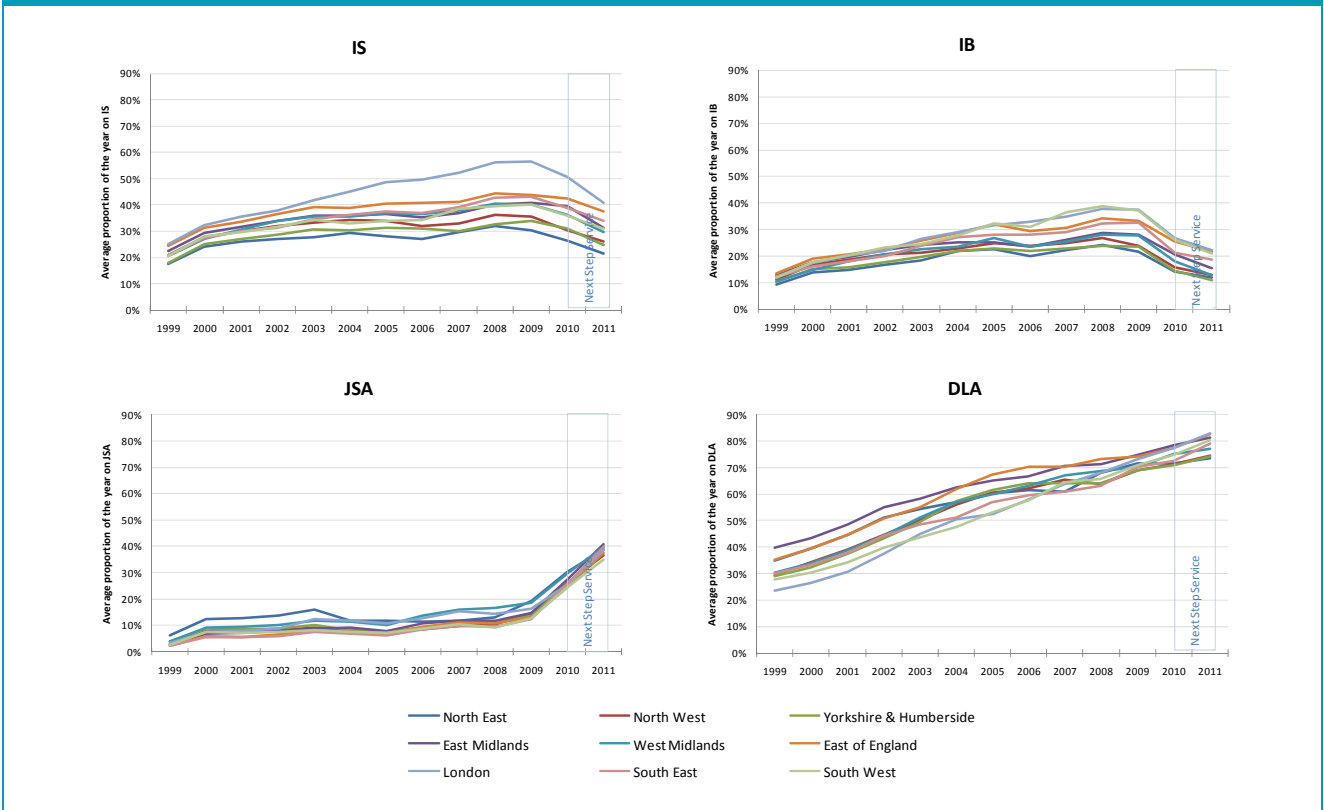 IS
Average proportion of the year on IS
90%
80%
70%
60%
50%
40%
30%
20%
10%
0%
Next Step Service
1999 2000 2001 2002 2003 2004 2005 2006 2007 2008 2009 2010 2011
IB
Average proportion of the year on IB
90%
80%
70%
60%
50%
40%
30%
20%
10%
0%
Next Step Service
1999 2000 2001 2002 2003 2004 2005 2006 2007 2008 2009 2010 2011
JSA
Average proportion of the year on JSA
90%
80%
70%
60%
50%
40%
30%
20%
10%
0%
Next Step Service
1999 2000 2001 2002 2003 2004 2005 2006 2007 2008 2009 2010 2011
DLA
Average proportion of the year on DLA
90%
80%
70%
60%
50%
40%
30%
20%
10%
0%
Next Step Service
1999 2000 2001 2002 2003 2004 2005 2006 2007 2008 2009 2010 2011
North East North West Yorkshire & Humberside
East Midlands West Midlands East of England
London South East South West